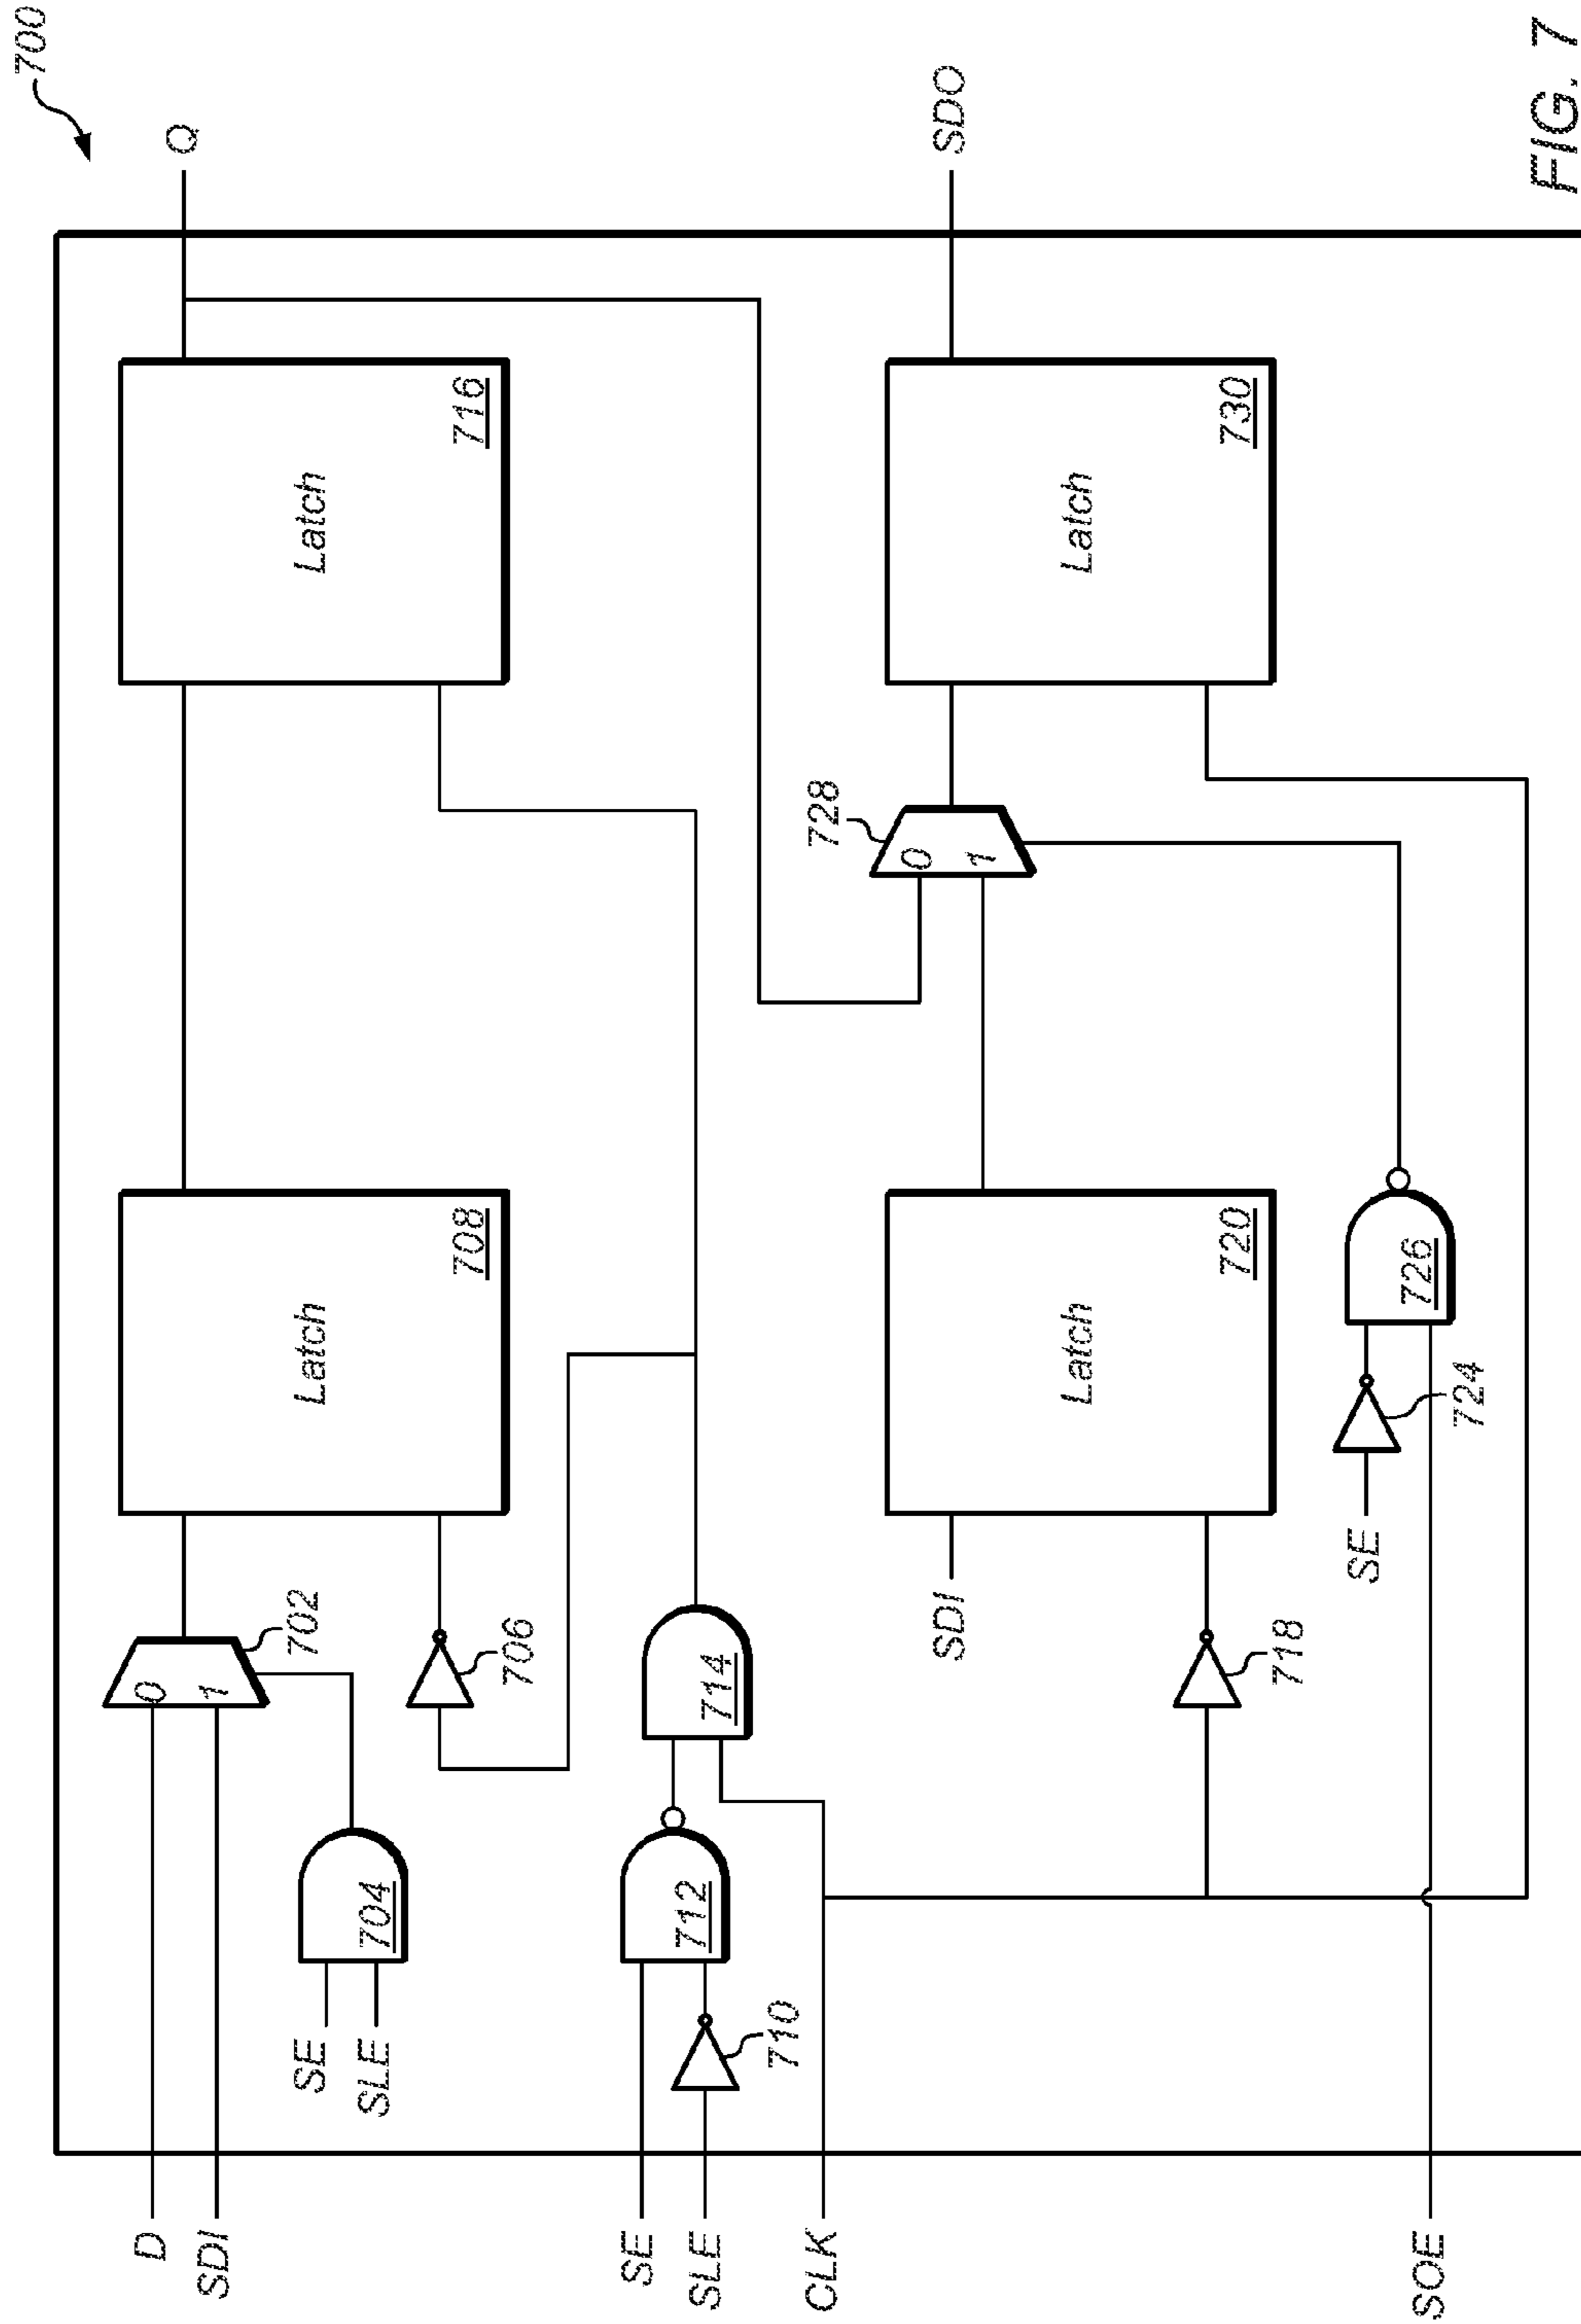 700
D
SDI
0
1
702
SE
SLE
704
706
Latch
708
Latch
716
Q
SE
SLE
710
712
714
CLK
SDI
718
Latch
720
0
1
728
Latch
730
SDO
SE
724
726
SOE
FIG. 7